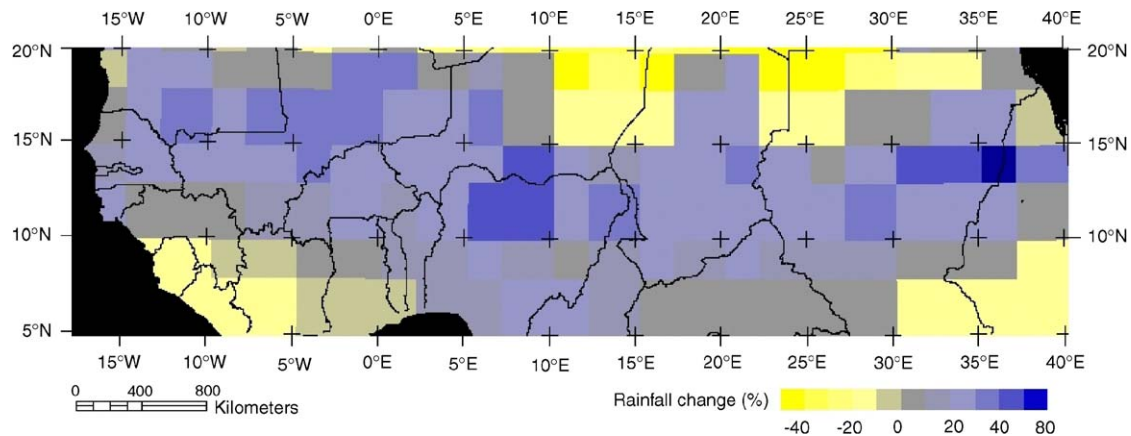 15°W 10°W 5°W 0°E 5°E 10°E 15°E 20°E 25°E 30°E 35°E 40°E
20°N 20°N
15°N 15°N
10°N 10°N
5°N 5°N
15°W 10°W 5°W 0°E 5°E 10°E 15°E 20°E 25°E 30°E 35°E 40°E
0 400 800
Kilometers
Rainfall change (%)
-40 -20 0 20 40 80